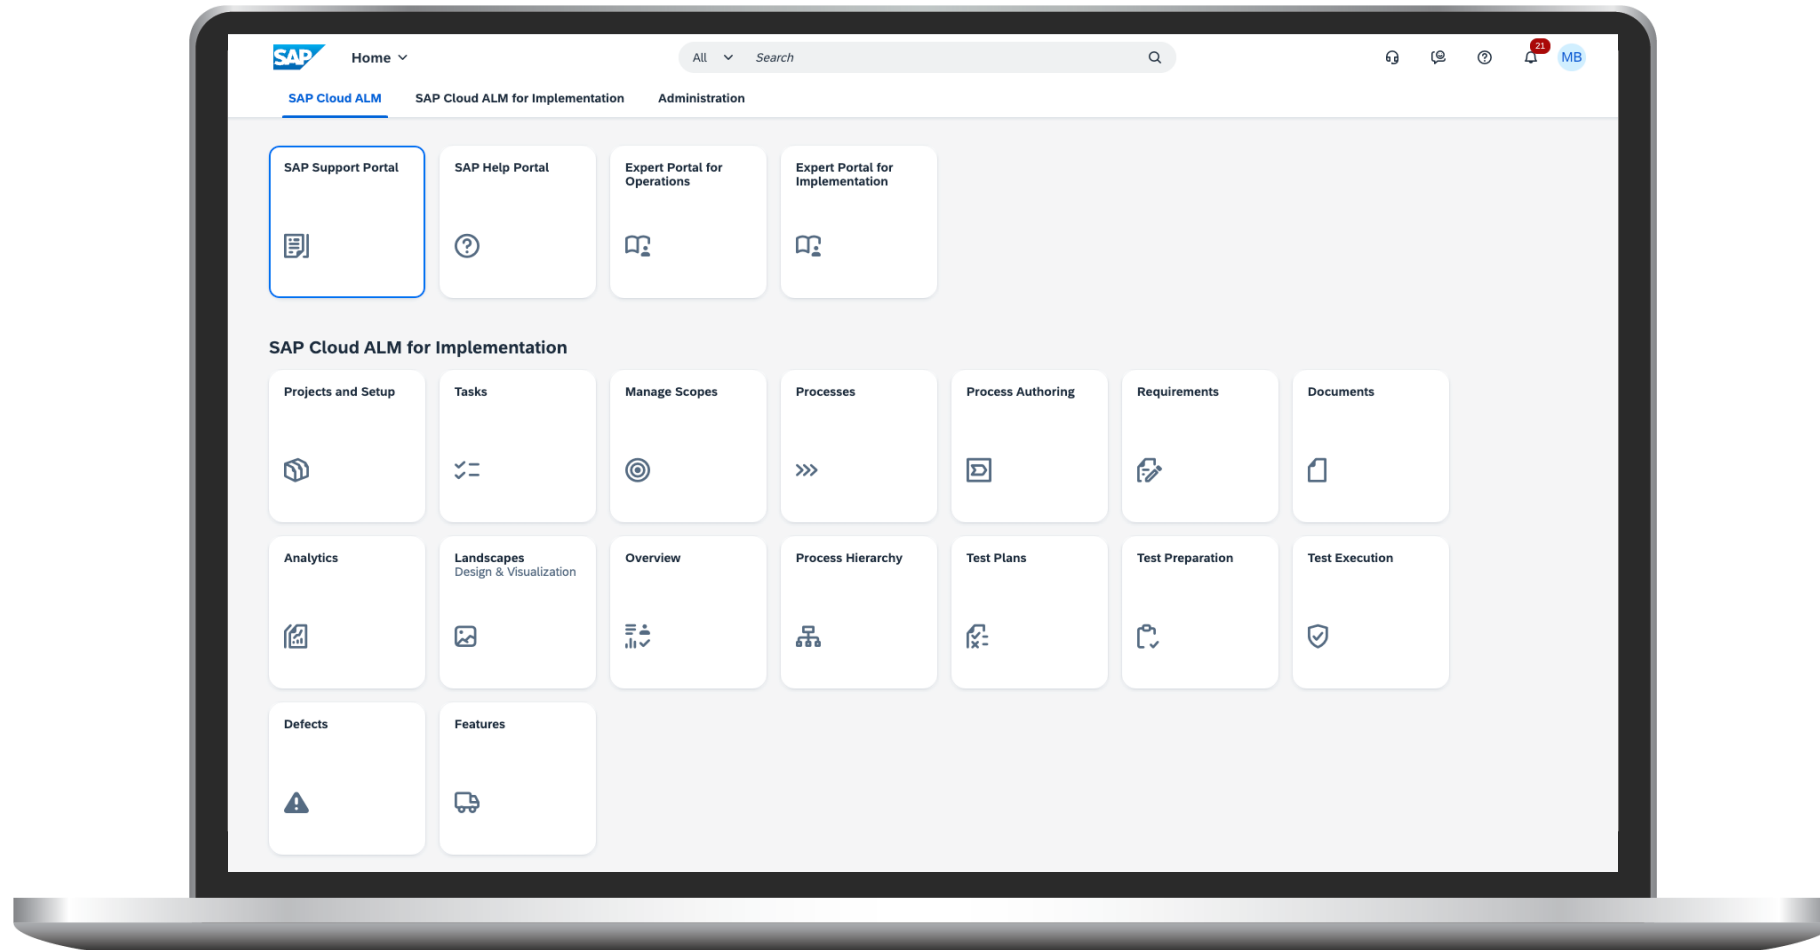 SAP
Home
All
Search
21
MB
SAP Cloud ALM
SAP Cloud ALM for Implementation
Administration
SAP Support Portal
SAP Help Portal
Expert Portal for
Operations
Expert Portal for
Implementation
SAP Cloud ALM for Implementation
Projects and Setup
Tasks
Manage Scopes
Processes
Process Authoring
Requirements
Documents
Analytics
Landscapes
Design & Visualization
Overview
Process Hierarchy
Test Plans
Test Preparation
Test Execution
Defects
Features